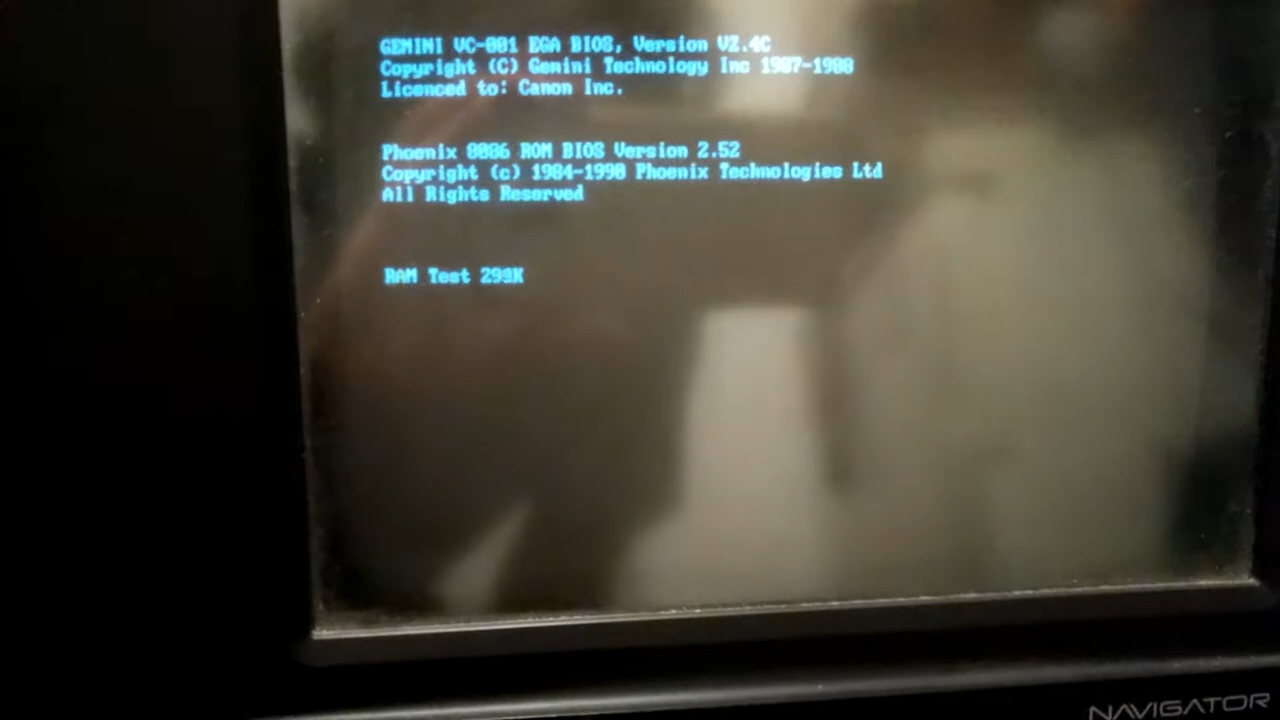 GEMINI VC-001 EGA BIOS, Version V2.4C
Copyright (C) Gemini Technology Inc 1987-1988
Licenced to: Canon Inc.
Phoenix 8086 ROM BIOS Version 2.52
Copyright (c) 1984-1990 Phoenix Technologies Ltd
All Rights Reserved
RAM Test 299K
NAVIGATOR